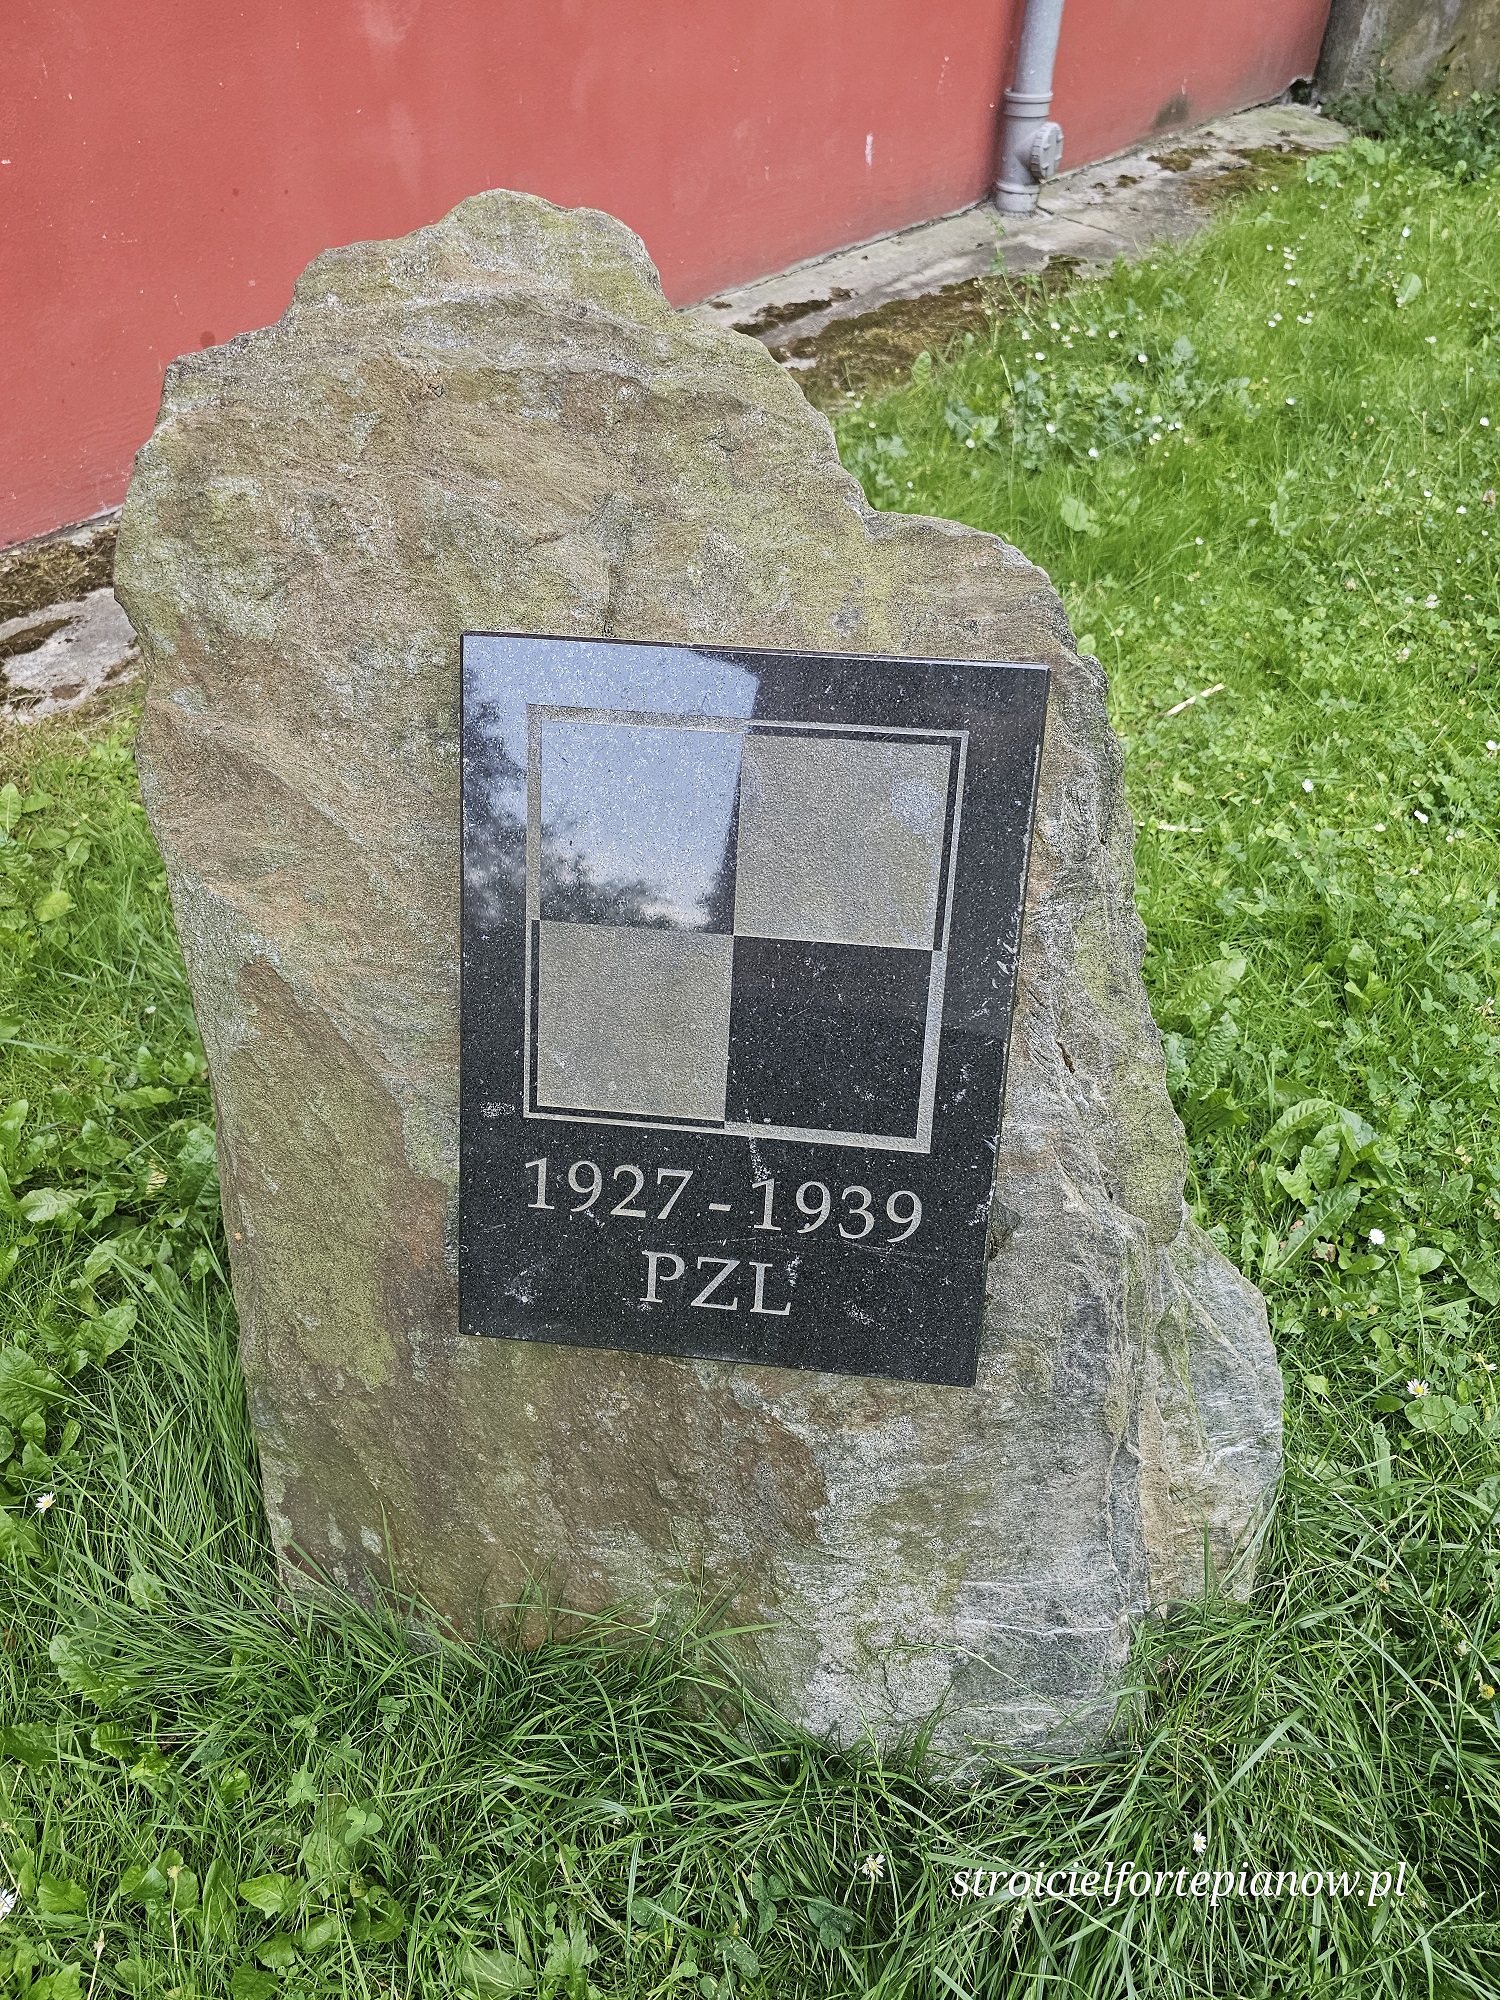 1927 - 1939
PZL
stroicielfortepianow.pl